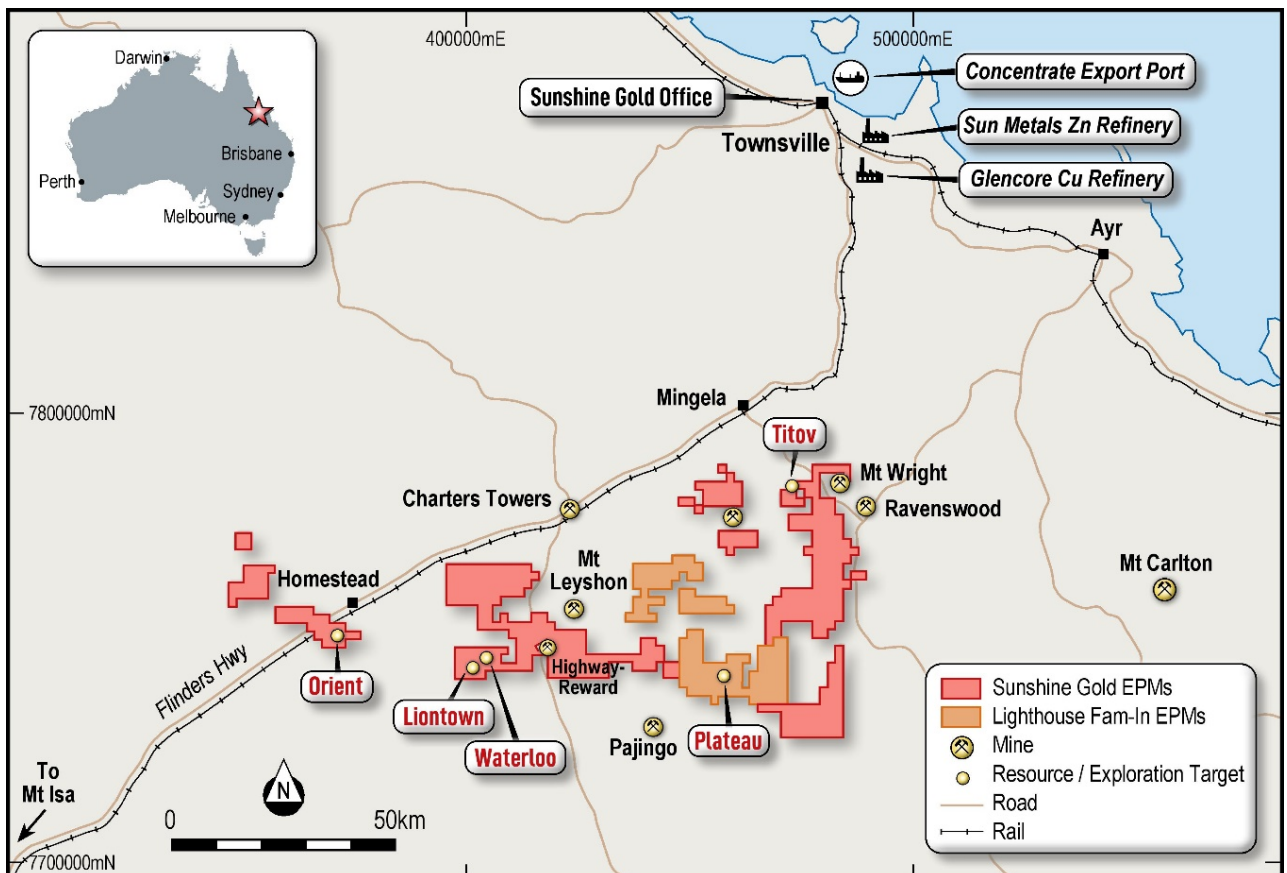 400000mE
500000mE
Darwin
Brisbane
Perth
Sydney
Melbourne
Concentrate Export Port
Sunshine Gold Office
Sun Metals Zn Refinery
Townsville
Glencore Cu Refinery
Ayr
Mingela
7800000mN
Titov
Mt Wright
Charters Towers
Ravenswood
Mt
Leyshon
Mt Carlton
Homestead
Highway-
Reward
Flinders Hwy
Orient
Liontown
Waterloo
Pajingo
Plateau
To
Mt Isa
N
0
50km
7700000mN
Sunshine Gold EPMs
Lighthouse Fam-In EPMs
Mine
Resource / Exploration Target
Road
Rail